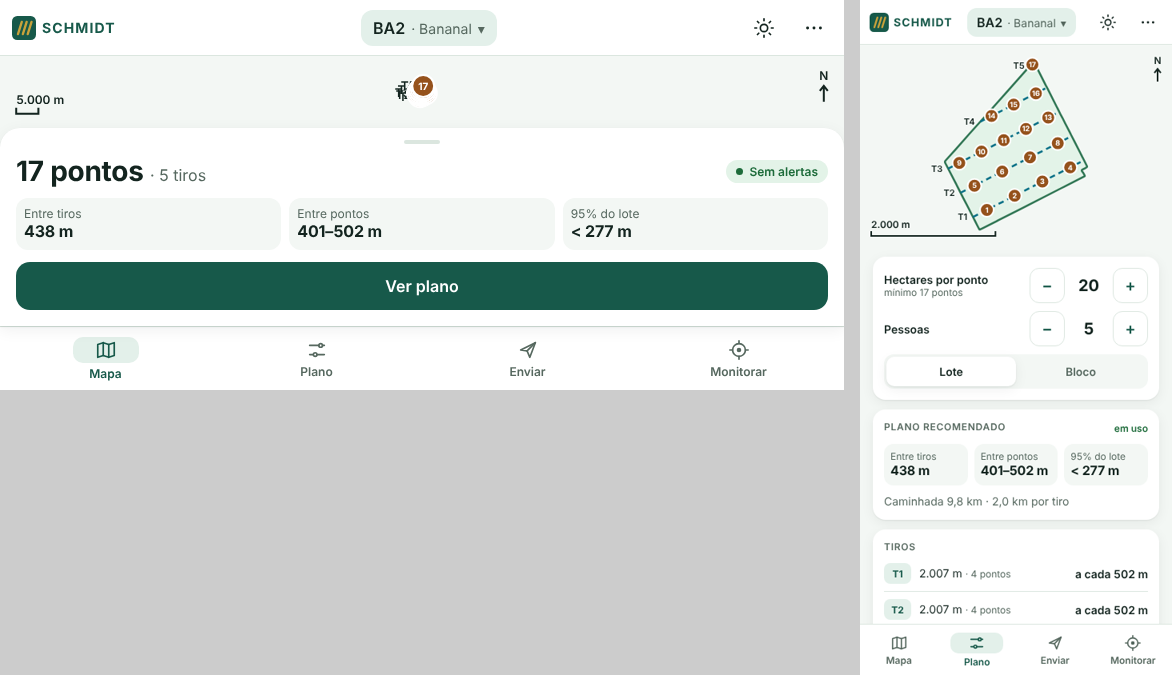 SCHMIDT
BA2 · Bananal ▾
5.000 m
17
N
17 pontos · 5 tiros
Sem alertas
Entre tiros
438 m
Entre pontos
401–502 m
95% do lote
< 277 m
Ver plano
Mapa
Plano
Enviar
Monitorar
SCHMIDT
BA2 · Bananal ▾
N
T5 17
16
15
T4 14
13
12
11
10
T3 9
8
7
6
T2 5
4
3
2
T1 1
2.000 m
Hectares por ponto
mínimo 17 pontos
− 20 +
Pessoas
− 5 +
Lote
Bloco
PLANO RECOMENDADO
em uso
Entre tiros
438 m
Entre pontos
401–502 m
95% do lote
< 277 m
Caminhada 9,8 km · 2,0 km por tiro
TIROS
T1 2.007 m · 4 pontos a cada 502 m
T2 2.007 m · 4 pontos a cada 502 m
Mapa
Plano
Enviar
Monitorar